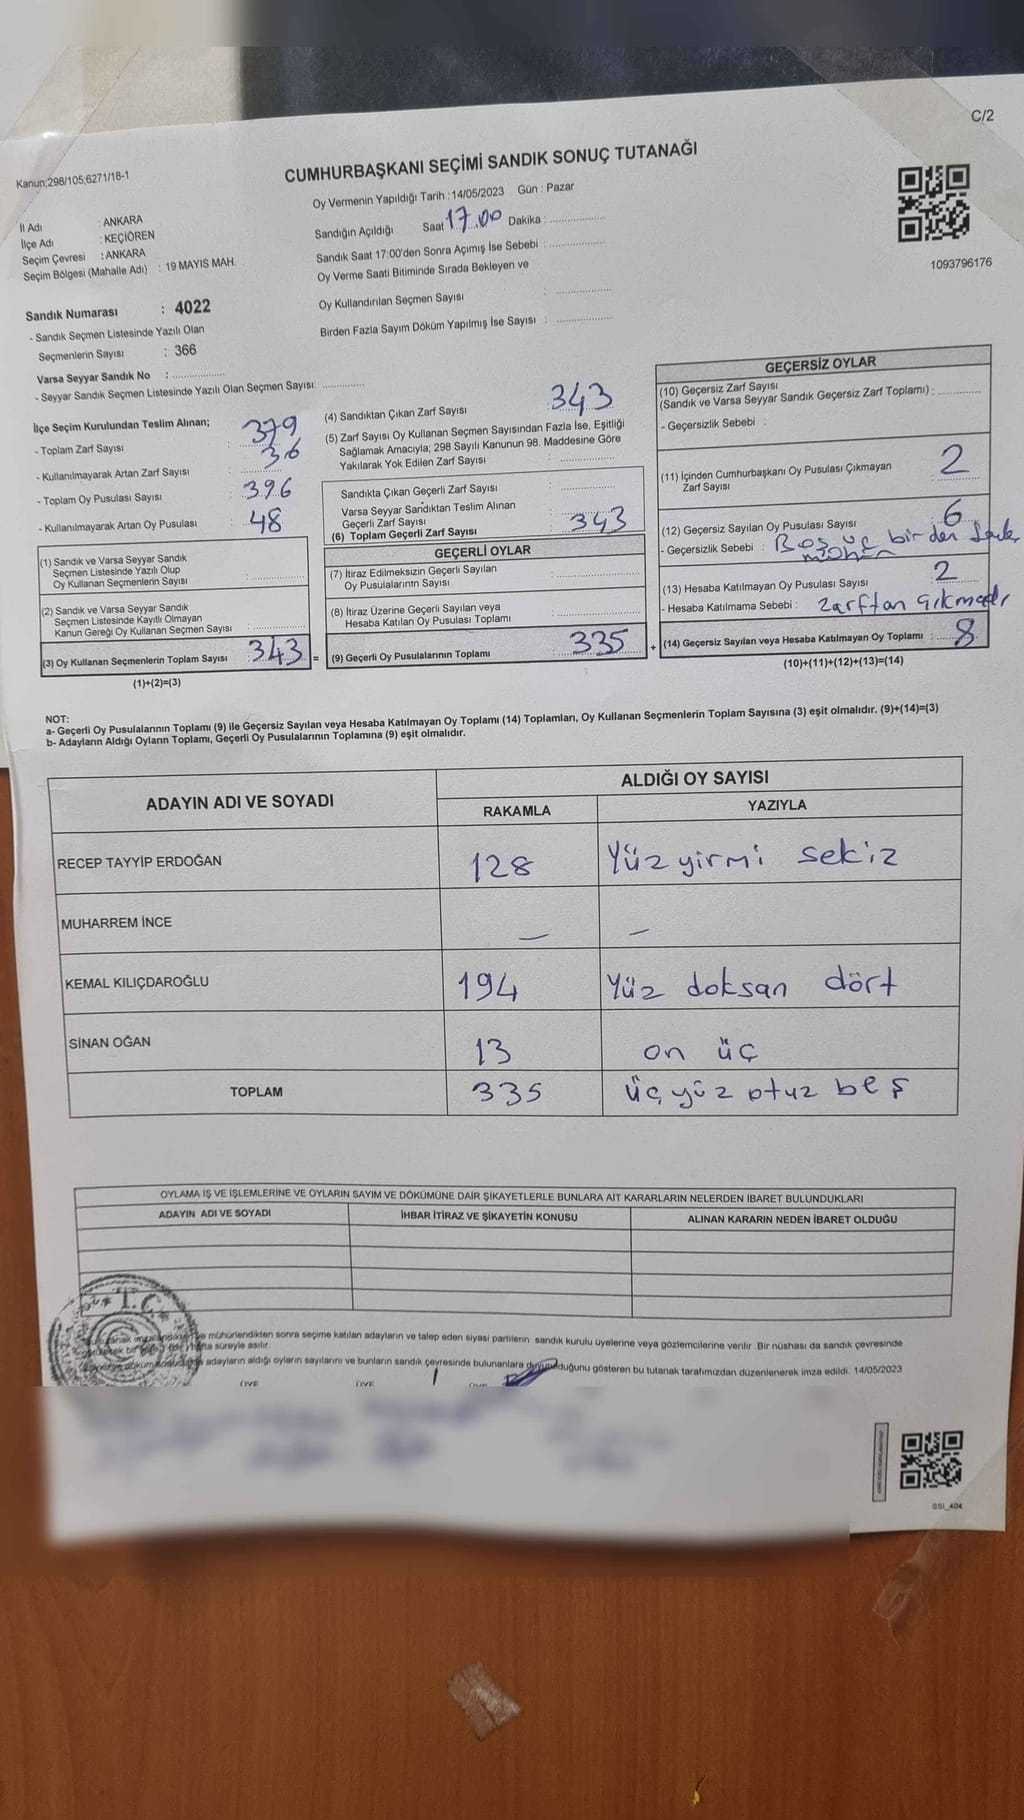 C/2
Kanun;298/105;6271/18-1
CUMHURBAŞKANI SEÇİMİ SANDIK SONUÇ TUTANAĞI
Oy Vermenin Yapıldığı Tarih :14/05/2023 Gün : Pazar
İl Adı : ANKARA
İlçe Adı : KEÇİÖREN
Seçim Çevresi : ANKARA
Seçim Bölgesi (Mahalle Adı) : 19 MAYIS MAH.
Sandığın Açıldığı Saat 17.00 Dakika :
Sandık Saat 17:00'den Sonra Açımış İse Sebebi :
Oy Verme Saati Bitiminde Sırada Bekleyen ve
Oy Kullandırılan Seçmen Sayısı :
Birden Fazla Sayım Döküm Yapılmış İse Sayısı :
1093796176
Sandık Numarası : 4022
- Sandık Seçmen Listesinde Yazılı Olan
Seçmenlerin Sayısı : 366
Varsa Seyyar Sandık No :
- Seyyar Sandık Seçmen Listesinde Yazılı Olan Seçmen Sayısı:
İlçe Seçim Kurulundan Teslim Alınan;
- Toplam Zarf Sayısı : 379
- Kullanılmayarak Artan Zarf Sayısı : 36
- Toplam Oy Pusulası Sayısı : 396
- Kullanılmayarak Artan Oy Pusulası : 48
(1) Sandık ve Varsa Seyyar Sandık
Seçmen Listesinde Yazılı Olup
Oy Kullanan Seçmenlerin Sayısı :
(2) Sandık ve Varsa Seyyar Sandık
Seçmen Listesinde Kayıtlı Olmayan
Kanun Gereği Oy Kullanan Seçmen Sayısı :
(3) Oy Kullanan Seçmenlerin Toplam Sayısı : 343 =
(1)+(2)=(3)
(4) Sandıktan Çıkan Zarf Sayısı : 343
(5) Zarf Sayısı Oy Kullanan Seçmen Sayısından Fazla İse, Eşitliği
Sağlamak Amacıyla; 298 Sayılı Kanunun 98. Maddesine Göre
Yakılarak Yok Edilen Zarf Sayısı :
Sandıkta Çıkan Geçerli Zarf Sayısı :
Varsa Seyyar Sandıktan Teslim Alınan
Geçerli Zarf Sayısı :
(6) Toplam Geçerli Zarf Sayısı : 343
GEÇERLİ OYLAR
(7) İtiraz Edilmeksizin Geçerli Sayılan
Oy Pusulalarının Sayısı :
(8) İtiraz Üzerine Geçerli Sayılan veya
Hesaba Katılan Oy Pusulası Toplamı :
(9) Geçerli Oy Pusulalarının Toplamı : 335 +
GEÇERSİZ OYLAR
(10) Geçersiz Zarf Sayısı
(Sandık ve Varsa Seyyar Sandık Geçersiz Zarf Toplamı) :
- Geçersizlik Sebebi :
(11) İçinden Cumhurbaşkanı Oy Pusulası Çıkmayan
Zarf Sayısı : 2
(12) Geçersiz Sayılan Oy Pusulası Sayısı : 6
- Geçersizlik Sebebi : Boş bir den
(13) Hesaba Katılmayan Oy Pusulası Sayısı : 2
- Hesaba Katılmama Sebebi : zarftan çıkmadı
(14) Geçersiz Sayılan veya Hesaba Katılmayan Oy Toplamı : 8
(10)+(11)+(12)+(13)=(14)
NOT:
a- Geçerli Oy Pusulalarının Toplamı (9) ile Geçersiz Sayılan veya Hesaba Katılmayan Oy Toplamı (14) Toplamları, Oy Kullanan Seçmenlerin Toplam Sayısına (3) eşit olmalıdır. (9)+(14)=(3)
b- Adayların Aldığı Oyların Toplamı, Geçerli Oy Pusulalarının Toplamına (9) eşit olmalıdır.
ADAYIN ADI VE SOYADI
ALDIĞI OY SAYISI
RAKAMLA YAZIYLA
RECEP TAYYİP ERDOĞAN 128 Yüz yirmi sekiz
MUHARREM İNCE — —
KEMAL KILIÇDAROĞLU 194 Yüz doksan dört
SİNAN OĞAN 13 on üç
TOPLAM 335 üç yüz otuz beş
OYLAMA İŞ VE İŞLEMLERİNE VE OYLARIN SAYIM VE DÖKÜMÜNE DAİR ŞİKAYETLERLE BUNLARA AİT KARARLARIN NELERDEN İBARET BULUNDUKLARI
ADAYIN ADI VE SOYADI İHBAR İTİRAZ VE ŞİKAYETİN KONUSU ALINAN KARARIN NEDEN İBARET OLDUĞU
T.C.
mühürlendikten sonra seçime katılan adayların ve talep eden siyasi partilerin sandık kurulu üyelerine veya gözlemcilerine verilir. Bir nüshası da sandık çevresinde
hafta süreyle asılır.
adayların aldığı oyların sayılarını ve bunların sandık çevresinde bulunanlara duyurulduğunu gösteren bu tutanak tarafımızdan düzenlenerek imza edildi. 14/05/2023
ÜYE ÜYE
SSI_404